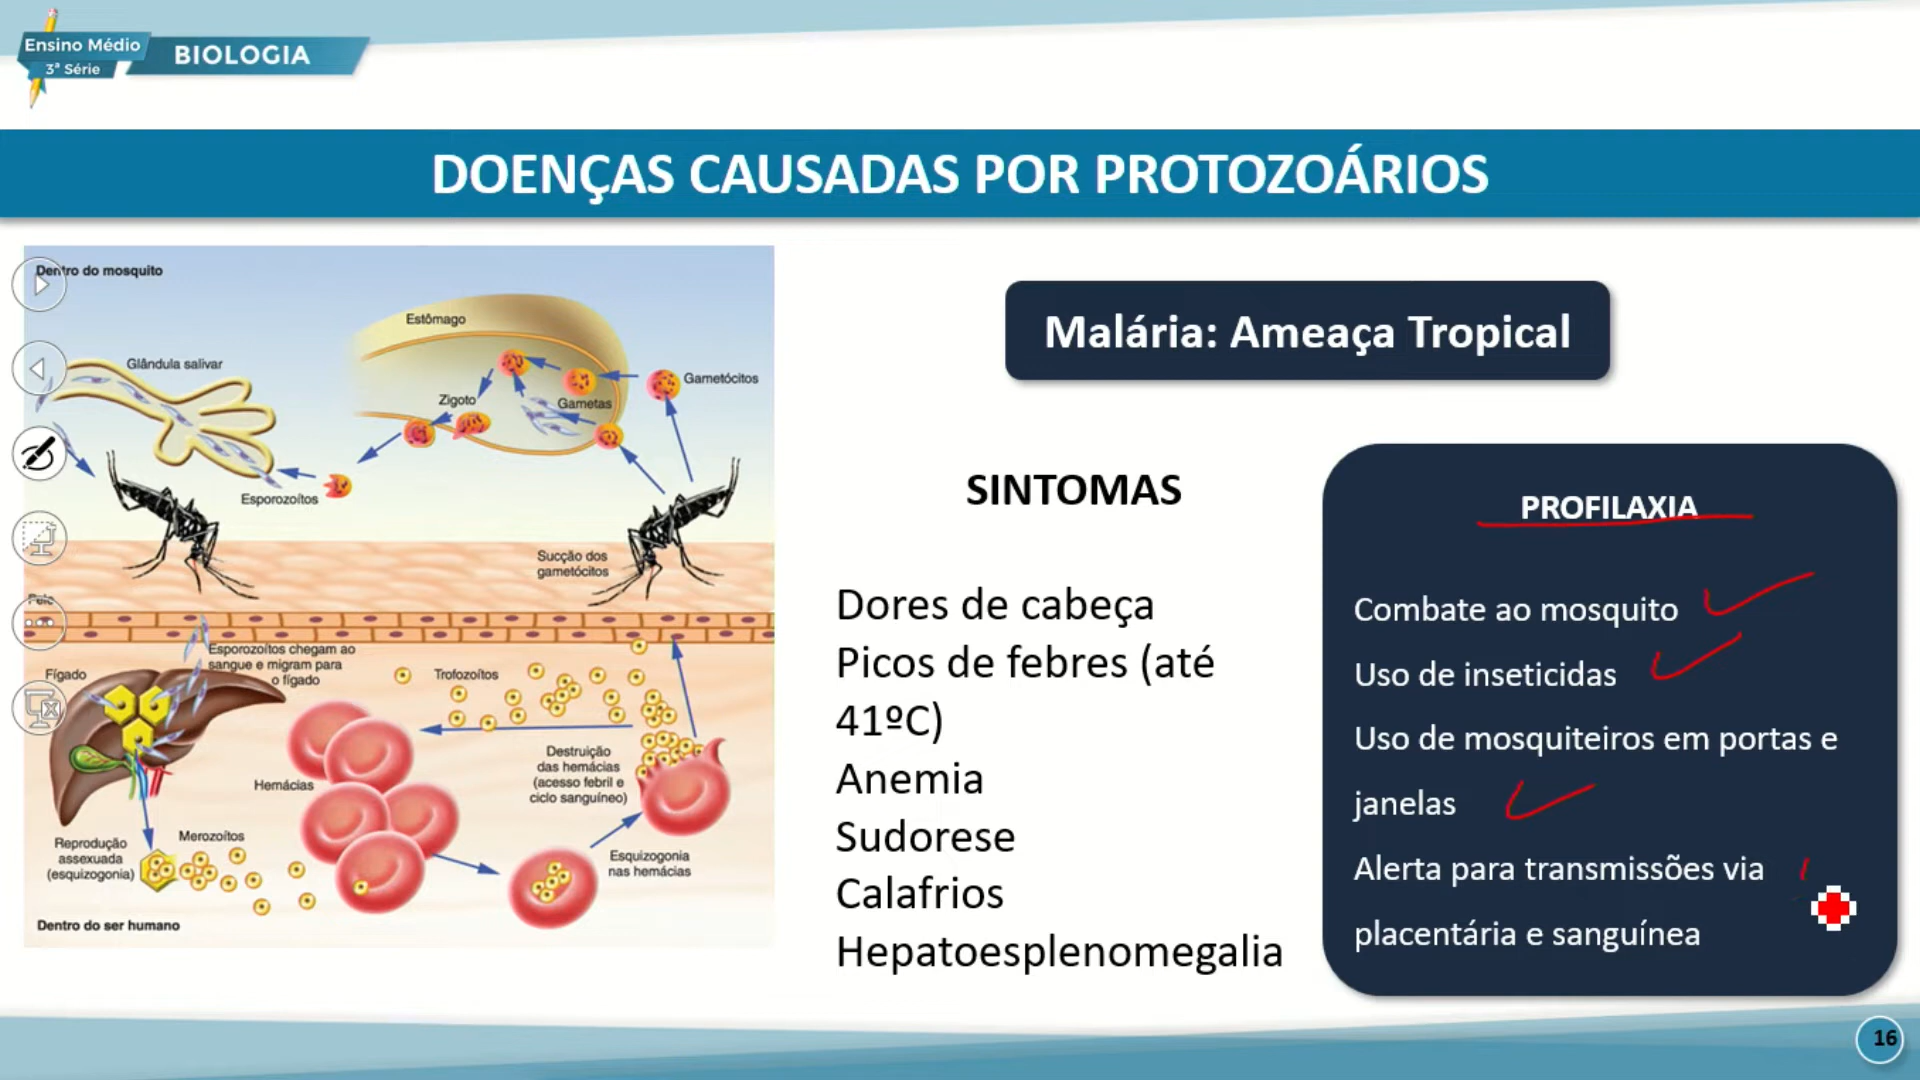 Ensino Médio
3ª Série
BIOLOGIA
DOENÇAS CAUSADAS POR PROTOZOÁRIOS
Dentro do mosquito
Estômago
Glândula salivar
Gametócitos
Zigoto
Gametas
Esporozoítos
Sucção dos
gametócitos
Pele
Esporozoítos chegam ao
sangue e migram para
o fígado
Fígado
Trofozoítos
Destruição
das hemácias
(acesso febril e
ciclo sanguíneo)
Hemácias
Reprodução
assexuada
(esquizogonia)
Merozoítos
Esquizogonia
nas hemácias
Dentro do ser humano
Malária: Ameaça Tropical
SINTOMAS
Dores de cabeça
Picos de febres (até
41ºC)
Anemia
Sudorese
Calafrios
Hepatoesplenomegalia
PROFILAXIA
Combate ao mosquito
Uso de inseticidas
Uso de mosquiteiros em portas e
janelas
Alerta para transmissões via
placentária e sanguínea
16